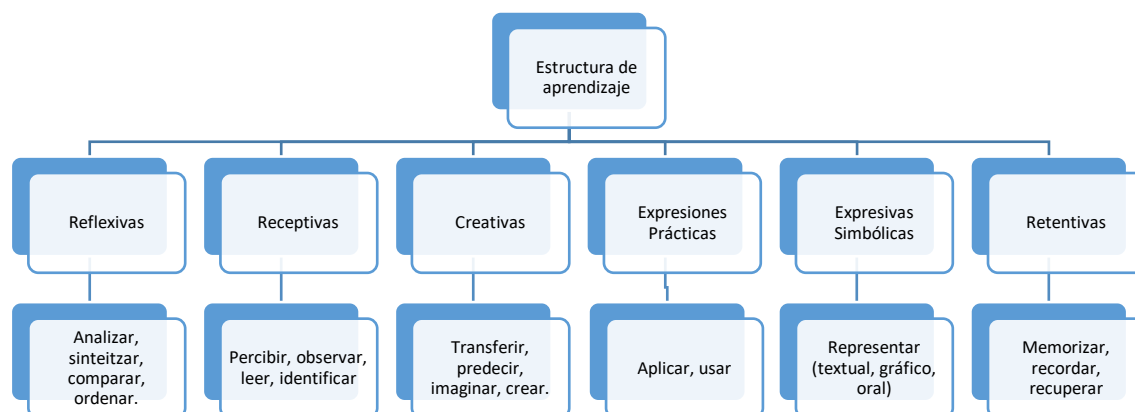 Estructura de
aprendizaje
Reflexivas
Receptivas
Creativas
Expresiones
Prácticas
Expresivas
Simbólicas
Retentivas
Analizar,
sinteitzar,
comparar,
ordenar.
Percibir, observar,
leer, identificar
Transferir,
predecir,
imaginar, crear.
Aplicar, usar
Representar
(textual, gráfico,
oral)
Memorizar,
recordar,
recuperar